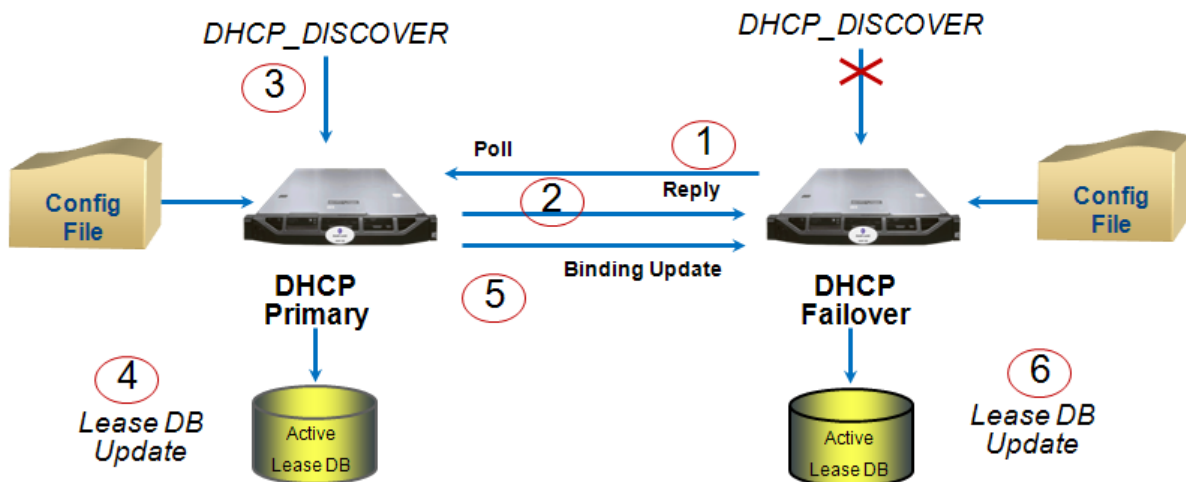 DHCP_DISCOVER
DHCP_DISCOVER
3
1
Poll
Reply
2
Config
File
Config
File
Binding Update
5
DHCP
Primary
DHCP
Failover
4
Lease DB
Update
6
Lease DB
Update
Active
Lease DB
Active
Lease DB